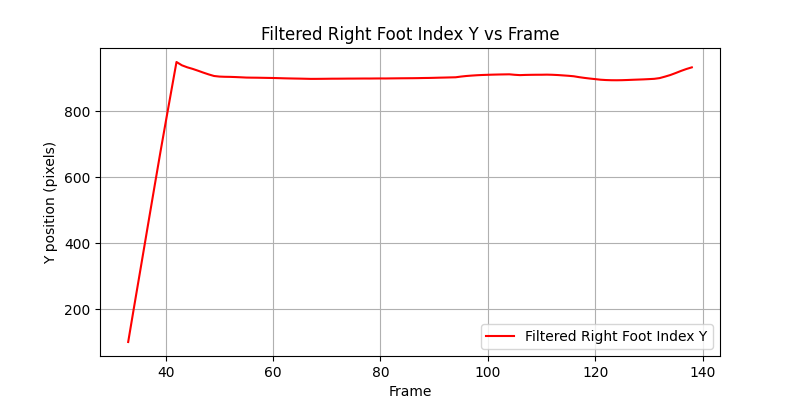 Filtered Right Foot Index Y vs Frame
Y position (pixels)
800
600
400
200
40 60 80 100 120 140
Frame
Filtered Right Foot Index Y